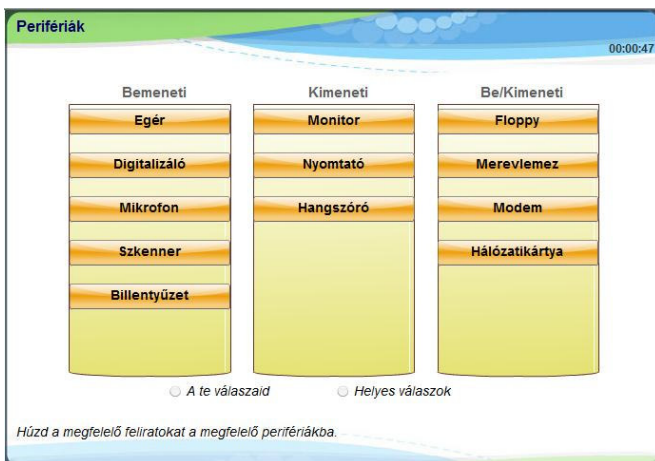 Perifériák
00:00:47
Bemeneti
Kimeneti
Be/Kimeneti
Egér
Monitor
Floppy
Digitalizáló
Nyomtató
Merevlemez
Mikrofon
Hangszóró
Modem
Szkenner
Hálózatikártya
Billentyűzet
A te válaszaid
Helyes válaszok
Húzd a megfelelő feliratokat a megfelelő perifériákba.